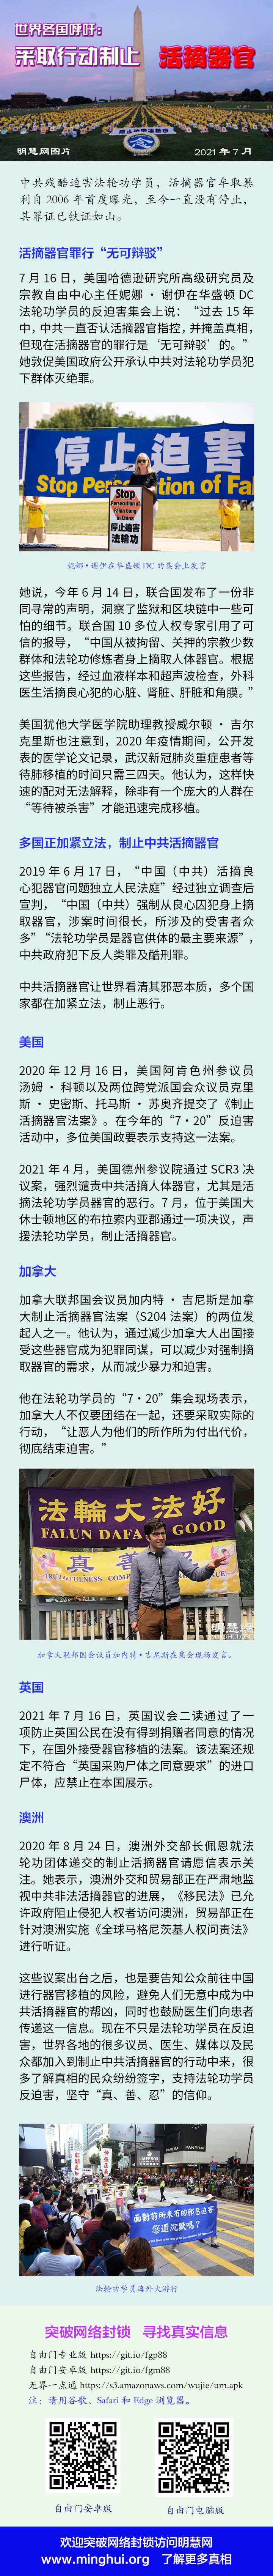 世界各国呼吁：
采取行动制止 活摘器官
明慧网图片
2021 年 7 月
中共残酷迫害法轮功学员，活摘器官牟取暴
利自 2006 年首度曝光，至今一直没有停止，
其罪证已铁证如山。
活摘器官罪行“无可辩驳”
7 月 16 日，美国哈德逊研究所高级研究员及
宗教自由中心主任妮娜 · 谢伊在华盛顿 DC
法轮功学员的反迫害集会上说：“过去 15 年
中，中共一直否认活摘器官指控，并掩盖真相，
但现在活摘器官的罪行是‘无可辩驳’的。”
她敦促美国政府公开承认中共对法轮功学员犯
下群体灭绝罪。
停止迫害
Stop Persecution of Fa
Stop
Persecution
of Falun
Gong
in China
停止迫害
法輪功
妮娜·谢伊在华盛顿 DC 的集会上发言
她说，今年 6 月 14 日，联合国发布了一份非
同寻常的声明，洞察了监狱和区块链中一些可
怕的细节。联合国 10 多位人权专家引用了可
信的报导，“中国从被拘留、关押的宗教少数
群体和法轮功修炼者身上摘取人体器官。根据
这些报告，经过血液样本和超声波检查，外科
医生活摘良心犯的心脏、肾脏、肝脏和角膜。”
美国犹他大学医学院助理教授威尔顿 · 吉尔
克里斯也注意到，2020 年疫情期间，公开发
表的医学论文记录，武汉新冠肺炎重症患者等
待肺移植的时间只需三四天。他认为，这样快
速的配对无法解释，除非有一个庞大的人群在
“等待被杀害”才能迅速完成移植。
多国正加紧立法，制止中共活摘器官
2019 年 6 月 17 日，“中国（中共）活摘良
心犯器官问题独立人民法庭”经过独立调查后
宣判，“中国（中共）强制从良心囚犯身上摘
取器官，涉案时间很长，所涉及的受害者众
多”“法轮功学员是器官供体的最主要来源”，
中共政府犯下反人类罪及酷刑罪。
中共活摘器官让世界看清其邪恶本质，多个国
家都在加紧立法，制止恶行。
美国
2020 年 12 月 16 日，美国阿肯色州参议员
汤姆 · 科顿以及两位跨党派国会众议员克里
斯 · 史密斯、托马斯 · 苏奥齐提交了《制止
活摘器官法案》。在今年的“7·20”反迫害
活动中，多位美国政要表示支持这一法案。
2021 年 4 月，美国德州参议院通过 SCR3 决
议案，强烈谴责中共活摘人体器官，尤其是活
摘法轮功学员器官的恶行。7 月，位于美国大
休士顿地区的布拉索内亚郡通过一项决议，声
援法轮功学员，制止活摘器官。
加拿大
加拿大联邦国会议员加内特 · 吉尼斯是加拿
大制止活摘器官法案（S204 法案）的两位发
起人之一。他认为，通过减少加拿大人出国接
受这些器官成为犯罪同谋，可以减少对强制摘
取器官的需求，从而减少暴力和迫害。
他在法轮功学员的“7·20”集会现场表示，
加拿大人不仅要团结在一起，还要采取实际的
行动，“让恶人为他们的所作所为付出代价，
彻底结束迫害。”
法輪大法好
FALUN DAFA GOOD
真 善
加拿大联邦国会议员加内特·吉尼斯在集会现场发言。
英国
2021 年 7 月 16 日，英国议会二读通过了一
项防止英国公民在没有得到捐赠者同意的情况
下，在国外接受器官移植的法案。该法案还规
定不符合“英国采购尸体之同意要求”的进口
尸体，应禁止在本国展示。
澳洲
2020 年 8 月 24 日，澳洲外交部长佩恩就法
轮功团体递交的制止活摘器官请愿信表示关
注。她表示，澳洲外交和贸易部正在严肃地监
视中共非法活摘器官的进展，《移民法》已允
许政府阻止侵犯人权者访问澳洲，贸易部正在
针对澳洲实施《全球马格尼茨基人权问责法》
进行听证。
这些议案出台之后，也是要告知公众前往中国
进行器官移植的风险，避免人们无意中成为中
共活摘器官的帮凶，同时也鼓励医生们向患者
传递这一信息。现在不只是法轮功学员在反迫
害，世界各地的很多议员、医生、媒体以及民
众都加入到制止中共活摘器官的行动中来，很
多了解真相的民众纷纷签字，支持法轮功学员
反迫害，坚守“真、善、忍”的信仰。
面對前所未有的邪惡迫害
您還沉默嗎？
法轮功学员海外大游行
突破网络封锁 寻找真实信息
自由门专业版 https://git.io/fgp88
自由门安卓版 https://git.io/fgm88
无界一点通 https://s3.amazonaws.com/wujie/um.apk
注：请用谷歌、Safari 和 Edge 浏览器。
自由门安卓版
自由门电脑版
欢迎突破网络封锁访问明慧网
www.minghui.org 了解更多真相